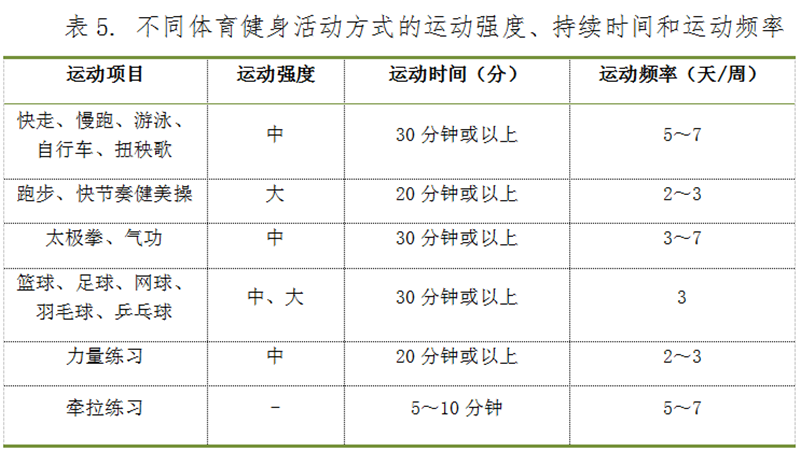 表 5. 不同体育健身活动方式的运动强度、持续时间和运动频率
运动项目 运动强度 运动时间（分） 运动频率（天/周）
快走、慢跑、游泳、
自行车、扭秧歌 中 30 分钟或以上 5～7
跑步、快节奏健美操 大 20 分钟或以上 2～3
太极拳、气功 中 30 分钟或以上 3～7
篮球、足球、网球、
羽毛球、乒乓球 中、大 30 分钟或以上 3
力量练习 中 20 分钟或以上 2～3
牵拉练习 - 5～10 分钟 5～7